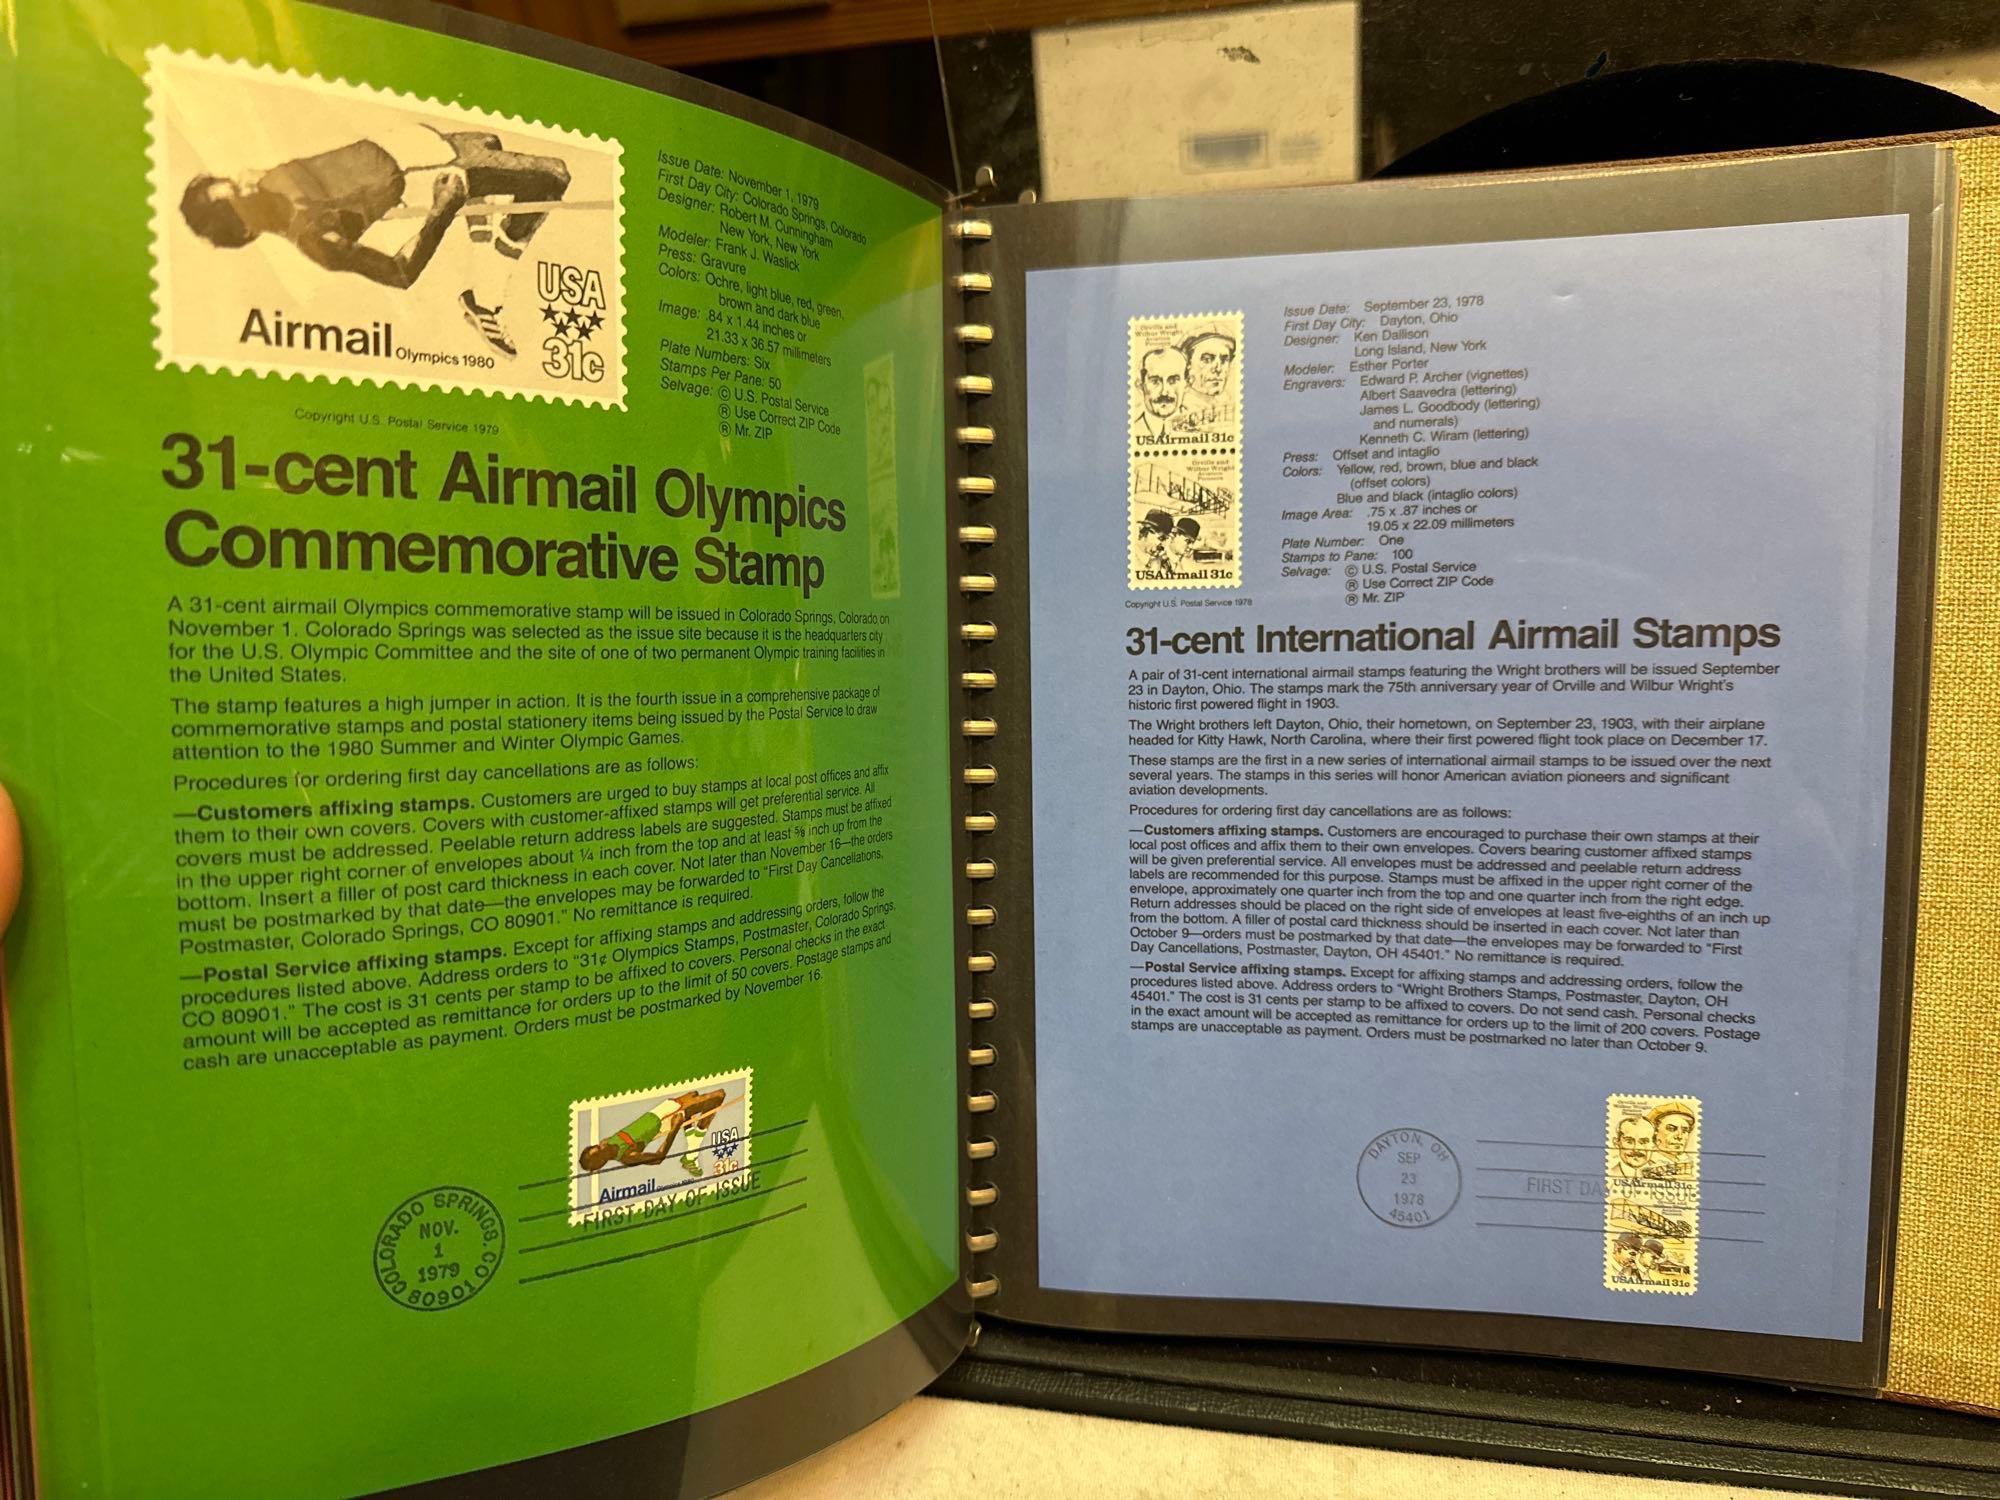 USA
31c
Airmail Olympics 1980
Copyright U.S. Postal Service 1979
Issue Date: November 1, 1979
First Day City: Colorado Springs, Colorado
Designer: Robert M. Cunningham
New York, New York
Modeler: Frank J. Waslick
Press: Gravure
Colors: Ochre, light blue, red, green,
brown and dark blue
Image: .84 x 1.44 inches or
21.33 x 36.57 millimeters
Plate Numbers: Six
Stamps Per Pane: 50
Selvage: © U.S. Postal Service
® Use Correct ZIP Code
® Mr. ZIP
31-cent Airmail Olympics
Commemorative Stamp
A 31-cent airmail Olympics commemorative stamp will be issued in Colorado Springs, Colorado, on
November 1. Colorado Springs was selected as the issue site because it is the headquarters city
for the U.S. Olympic Committee and the site of one of two permanent Olympic training facilities in
the United States.
The stamp features a high jumper in action. It is the fourth issue in a comprehensive package of
commemorative stamps and postal stationery items being issued by the Postal Service to draw
attention to the 1980 Summer and Winter Olympic Games.
Procedures for ordering first day cancellations are as follows:
—Customers affixing stamps. Customers are urged to buy stamps at local post offices and affix
them to their own covers. Covers with customer-affixed stamps will get preferential service. All
covers must be addressed. Peelable return address labels are suggested. Stamps must be affixed
in the upper right corner of envelopes about ¼ inch from the top and at least ⅝ inch up from the
bottom. Insert a filler of post card thickness in each cover. Not later than November 16—the orders
must be postmarked by that date—the envelopes may be forwarded to "First Day Cancellations,
Postmaster, Colorado Springs, CO 80901." No remittance is required.
—Postal Service affixing stamps. Except for affixing stamps and addressing orders, follow the
procedures listed above. Address orders to "31¢ Olympics Stamps, Postmaster, Colorado Springs,
CO 80901." The cost is 31 cents per stamp to be affixed to covers. Personal checks in the exact
amount will be accepted as remittance for orders up to the limit of 50 covers. Postage stamps and
cash are unacceptable as payment. Orders must be postmarked by November 16.
USA
31c
Airmail
FIRST·DAY·OF·ISSUE
COLORADO SPRINGS, CO
NOV.
1
1979
80901
Orville and
Wilbur Wright
USAirmail 31c
Orville and
Wilbur Wright
Aviation
Pioneers
USAirmail 31c
Copyright U.S. Postal Service 1978
Issue Date: September 23, 1978
First Day City: Dayton, Ohio
Designer: Ken Dallison
Long Island, New York
Modeler: Esther Porter
Engravers: Edward P. Archer (vignettes)
Albert Saavedra (lettering)
James L. Goodbody (lettering)
and numerals)
Kenneth C. Wiram (lettering)
Press: Offset and intaglio
Colors: Yellow, red, brown, blue and black
(offset colors)
Blue and black (intaglio colors)
Image Area: .75 x .87 inches or
19.05 x 22.09 millimeters
Plate Number: One
Stamps to Pane: 100
Selvage: © U.S. Postal Service
® Use Correct ZIP Code
® Mr. ZIP
31-cent International Airmail Stamps
A pair of 31-cent international airmail stamps featuring the Wright brothers will be issued September
23 in Dayton, Ohio. The stamps mark the 75th anniversary year of Orville and Wilbur Wright's
historic first powered flight in 1903.
The Wright brothers left Dayton, Ohio, their hometown, on September 23, 1903, with their airplane
headed for Kitty Hawk, North Carolina, where their first powered flight took place on December 17.
These stamps are the first in a new series of international airmail stamps to be issued over the next
several years. The stamps in this series will honor American aviation pioneers and significant
aviation developments.
Procedures for ordering first day cancellations are as follows:
—Customers affixing stamps. Customers are encouraged to purchase their own stamps at their
local post offices and affix them to their own envelopes. Covers bearing customer affixed stamps
will be given preferential service. All envelopes must be addressed and peelable return address
labels are recommended for this purpose. Stamps must be affixed in the upper right corner of the
envelope, approximately one quarter inch from the top and one quarter inch from the right edge.
Return addresses should be placed on the right side of envelopes at least five-eighths of an inch up
from the bottom. A filler of postal card thickness should be inserted in each cover. Not later than
October 9—orders must be postmarked by that date—the envelopes may be forwarded to "First
Day Cancellations, Postmaster, Dayton, OH 45401." No remittance is required.
—Postal Service affixing stamps. Except for affixing stamps and addressing orders, follow the
procedures listed above. Address orders to "Wright Brothers Stamps, Postmaster, Dayton, OH
45401." The cost is 31 cents per stamp to be affixed to covers. Do not send cash. Personal checks
in the exact amount will be accepted as remittance for orders up to the limit of 200 covers. Postage
stamps are unacceptable as payment. Orders must be postmarked no later than October 9.
DAYTON, OH
SEP
23
1978
45401
FIRST DAY OF ISSUE
Orville and
Wilbur Wright
USAirmail 31c
USAirmail 31c